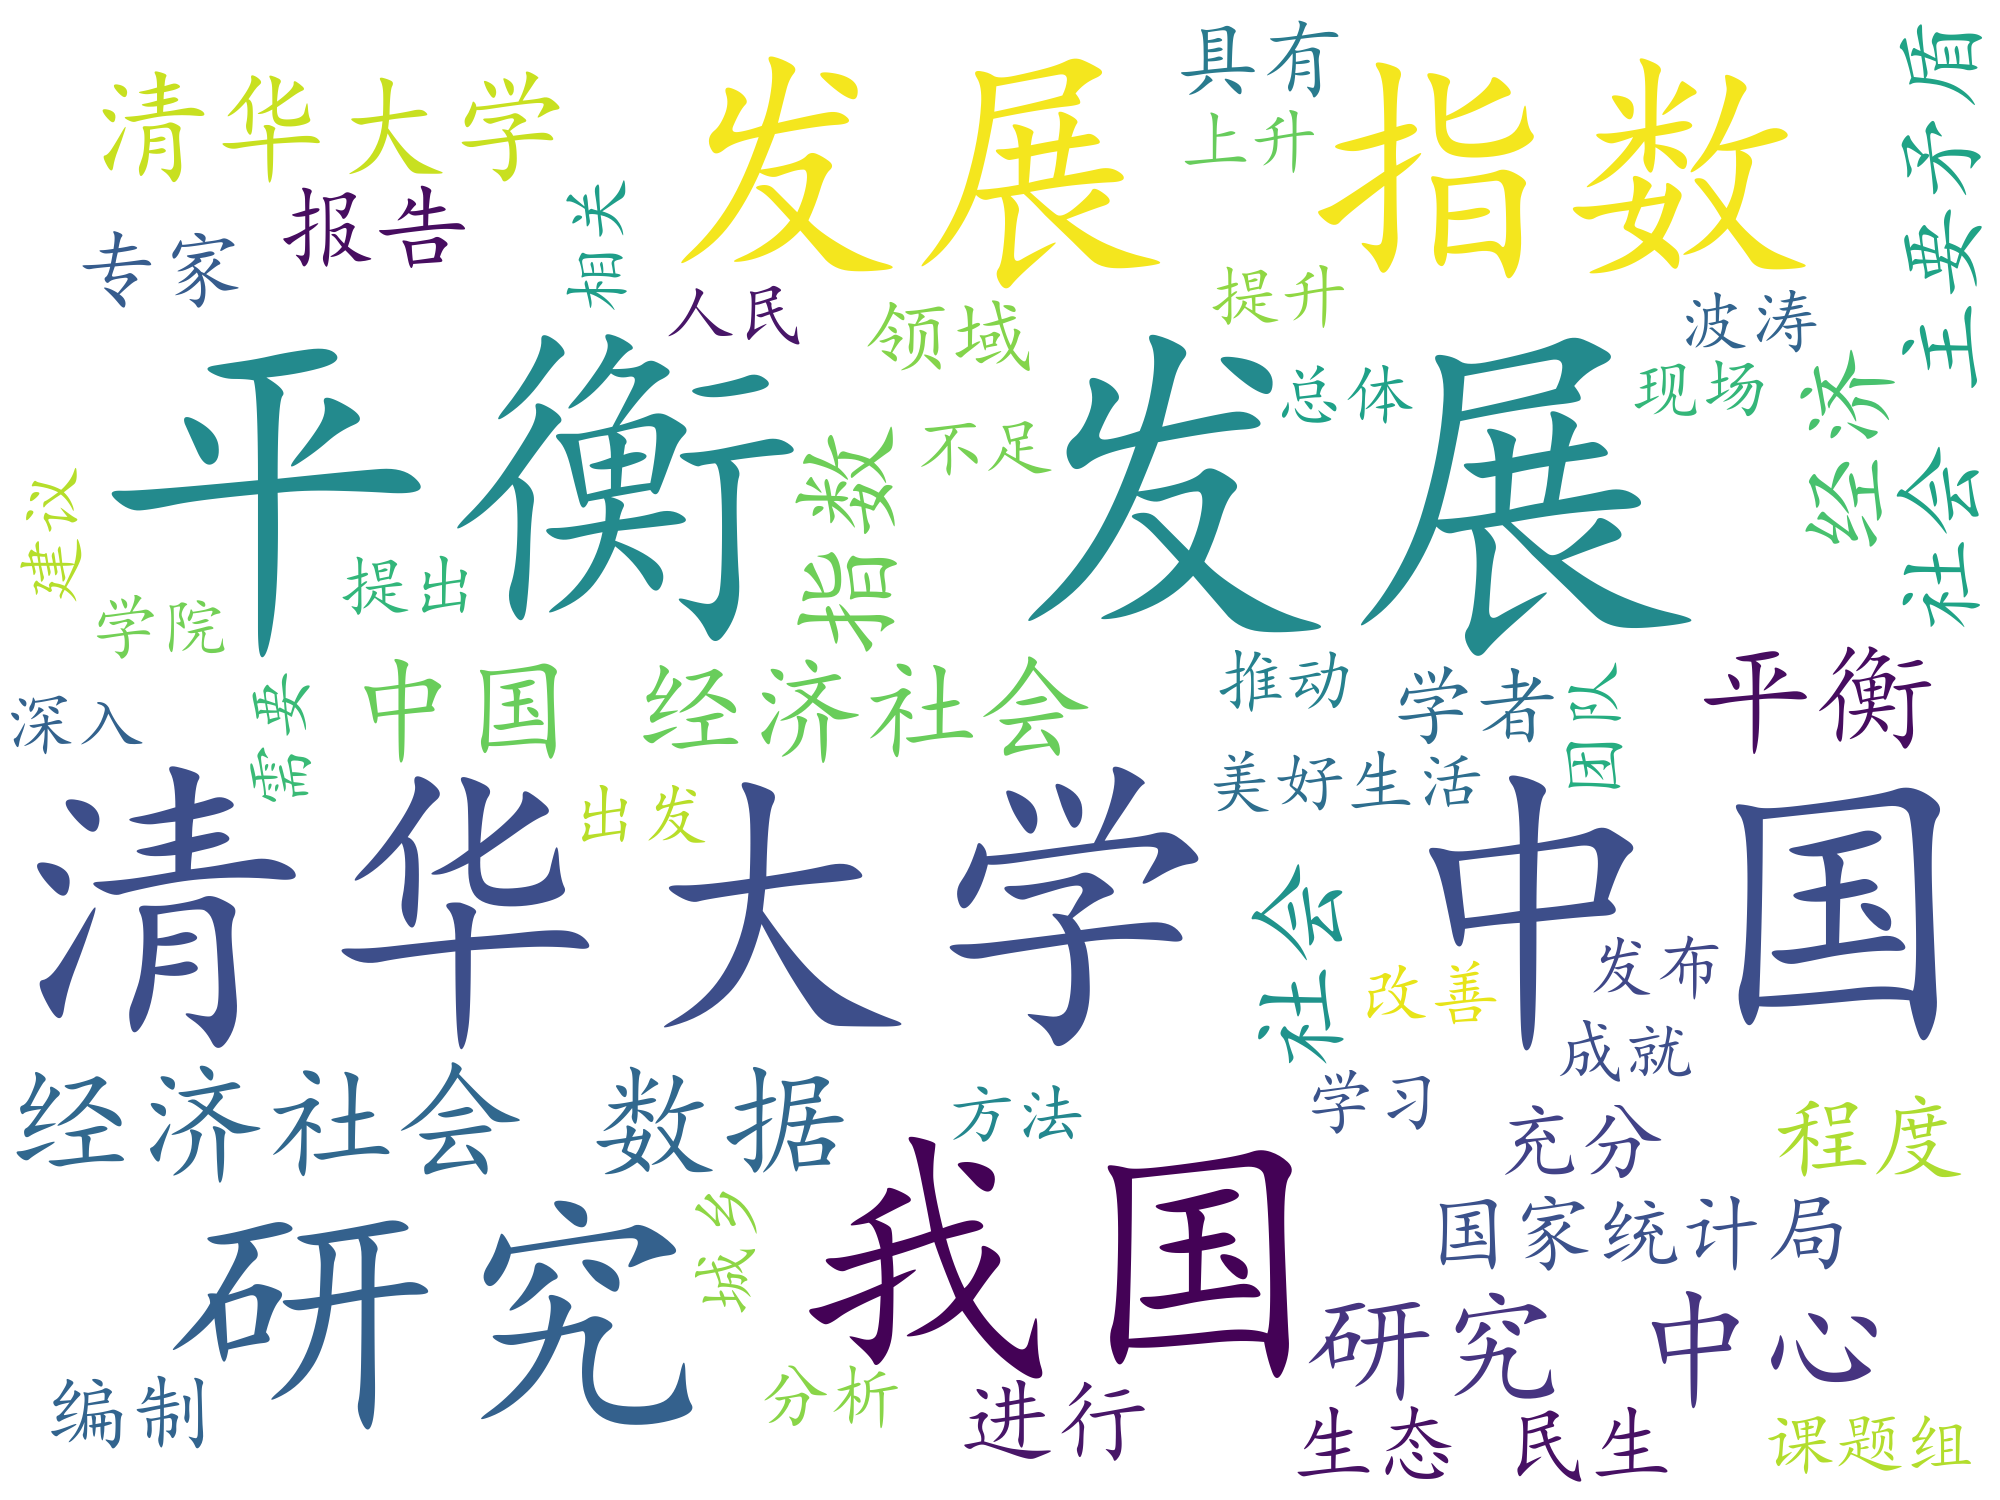 清华大学
发展 指数
具有
上升
社会主要矛盾
报告
相关
专家
人民
领域
提升
波涛
平衡 发展
总体
现场
经济
不足
指数
建议
提出
学院
中国 经济社会
推动
学者
团队
平衡
深入
需要
美好生活
出发
清华大学 中国
社会
改善
发布
成就
经济社会 数据
方法
学习
充分
程度
研究
城乡
我国
国家统计局
研究 中心
编制
分析
进行
生态 民生
课题组